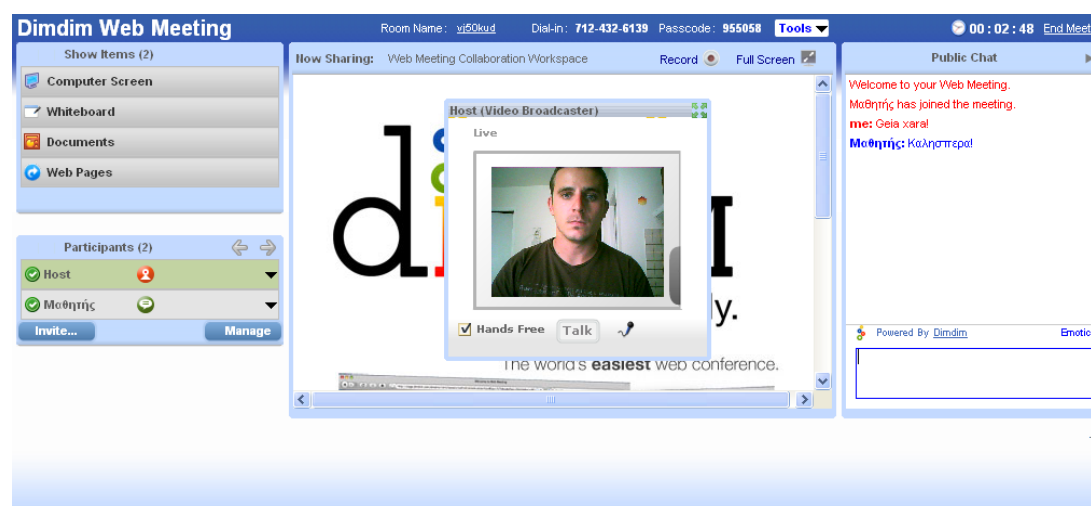 Dimdim Web Meeting
Room Name: vj50kud Dial-in: 712-432-6139 Passcode: 955058 Tools
00:02:48 End Meet
Show Items (2)
Computer Screen
Whiteboard
Documents
Web Pages
Participants (2)
Host
Μαθητής
Invite... Manage
Now Sharing: Web Meeting Collaboration Workspace Record Full Screen
Host (Video Broadcaster)
Live
Hands Free Talk
d
y.
The world's easiest web conference.
Public Chat
Welcome to your Web Meeting.
Μαθητής has joined the meeting.
me: Geia xara!
Μαθητής: Καλησπερα!
Powered By Dimdim Emotic